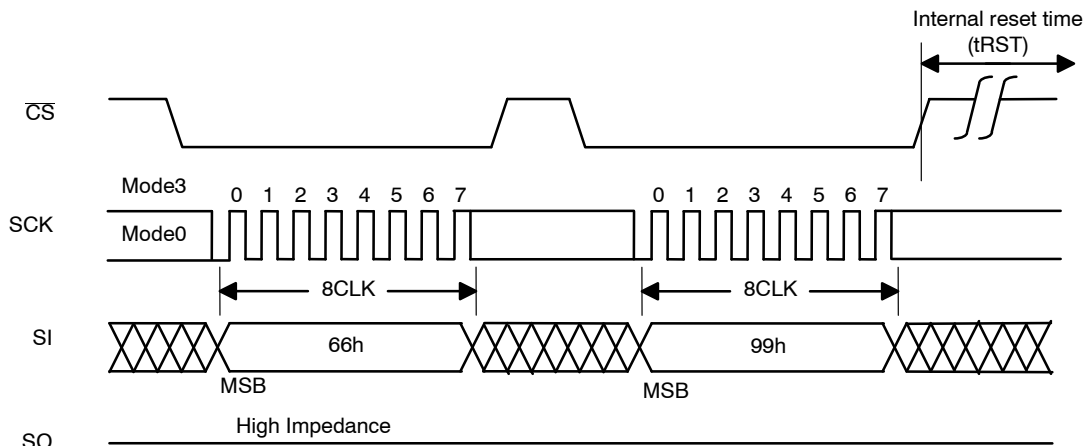 Internal reset time
(tRST)
CS
Mode3
0 1 2 3 4 5 6 7
0 1 2 3 4 5 6 7
SCK
Mode0
8CLK
8CLK
SI
66h
99h
MSB
MSB
High Impedance
SO